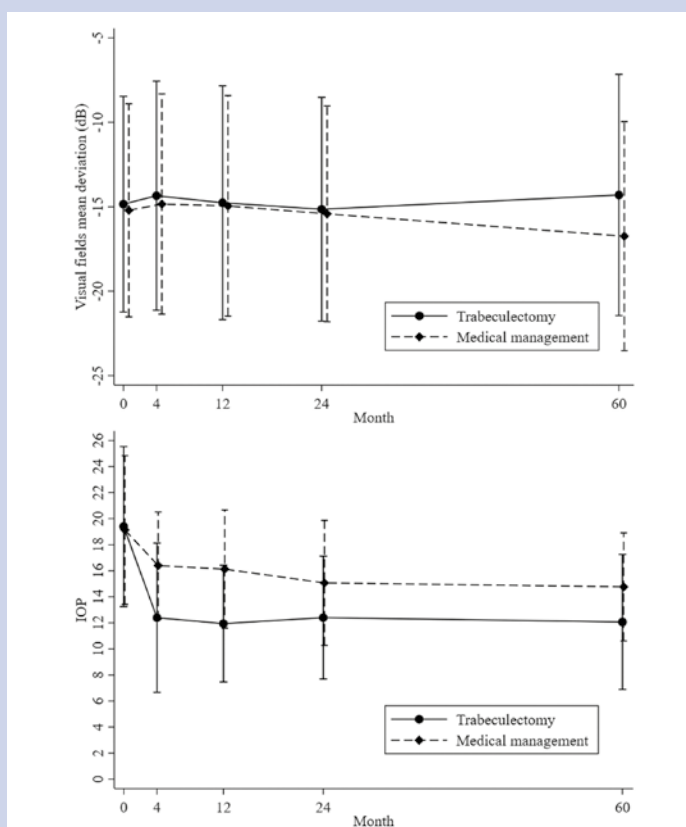 Visual fields mean deviation (dB)
-5
-10
-15
-20
-25
Trabeculectomy
Medical management
0 4 12 24 60
Month
IOP
26
24
22
20
18
16
14
12
10
8
6
4
2
0
Trabeculectomy
Medical management
0 4 12 24 60
Month